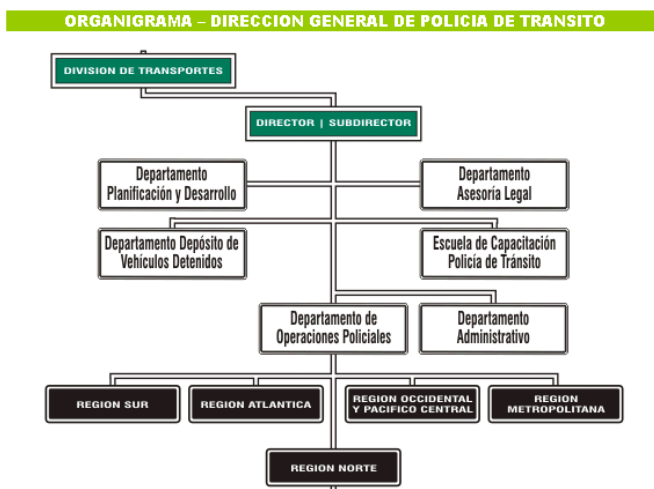 ORGANIGRAMA – DIRECCION GENERAL DE POLICIA DE TRANSITO
DIVISION DE TRANSPORTES
DIRECTOR | SUBDIRECTOR
Departamento
Planificación y Desarrollo
Departamento
Asesoría Legal
Departamento Depósito de
Vehículos Detenidos
Escuela de Capacitación
Policía de Tránsito
Departamento de
Operaciones Policiales
Departamento
Administrativo
REGION SUR
REGION ATLANTICA
REGION OCCIDENTAL
Y PACIFICO CENTRAL
REGION
METROPOLITANA
REGION NORTE